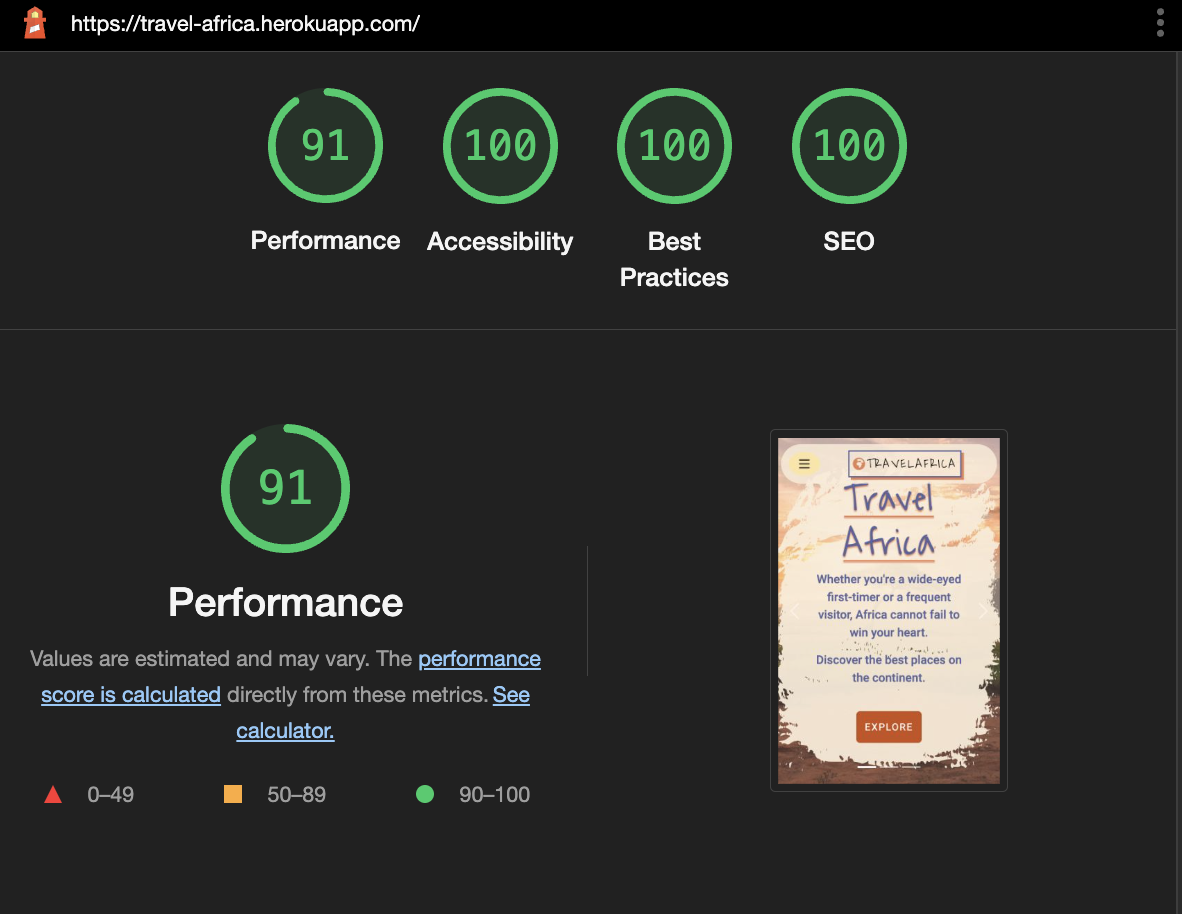 https://travel-africa.herokuapp.com/
91
100
100
100
Performance
Accessibility
Best
Practices
SEO
91
Performance
Values are estimated and may vary. The performance
score is calculated directly from these metrics. See
calculator.
0–49
50–89
90–100
TRAVELAFRICA
Travel
Africa
Whether you're a wide-eyed
first-timer or a frequent
visitor, Africa cannot fail to
win your heart.
Discover the best places on
the continent.
EXPLORE